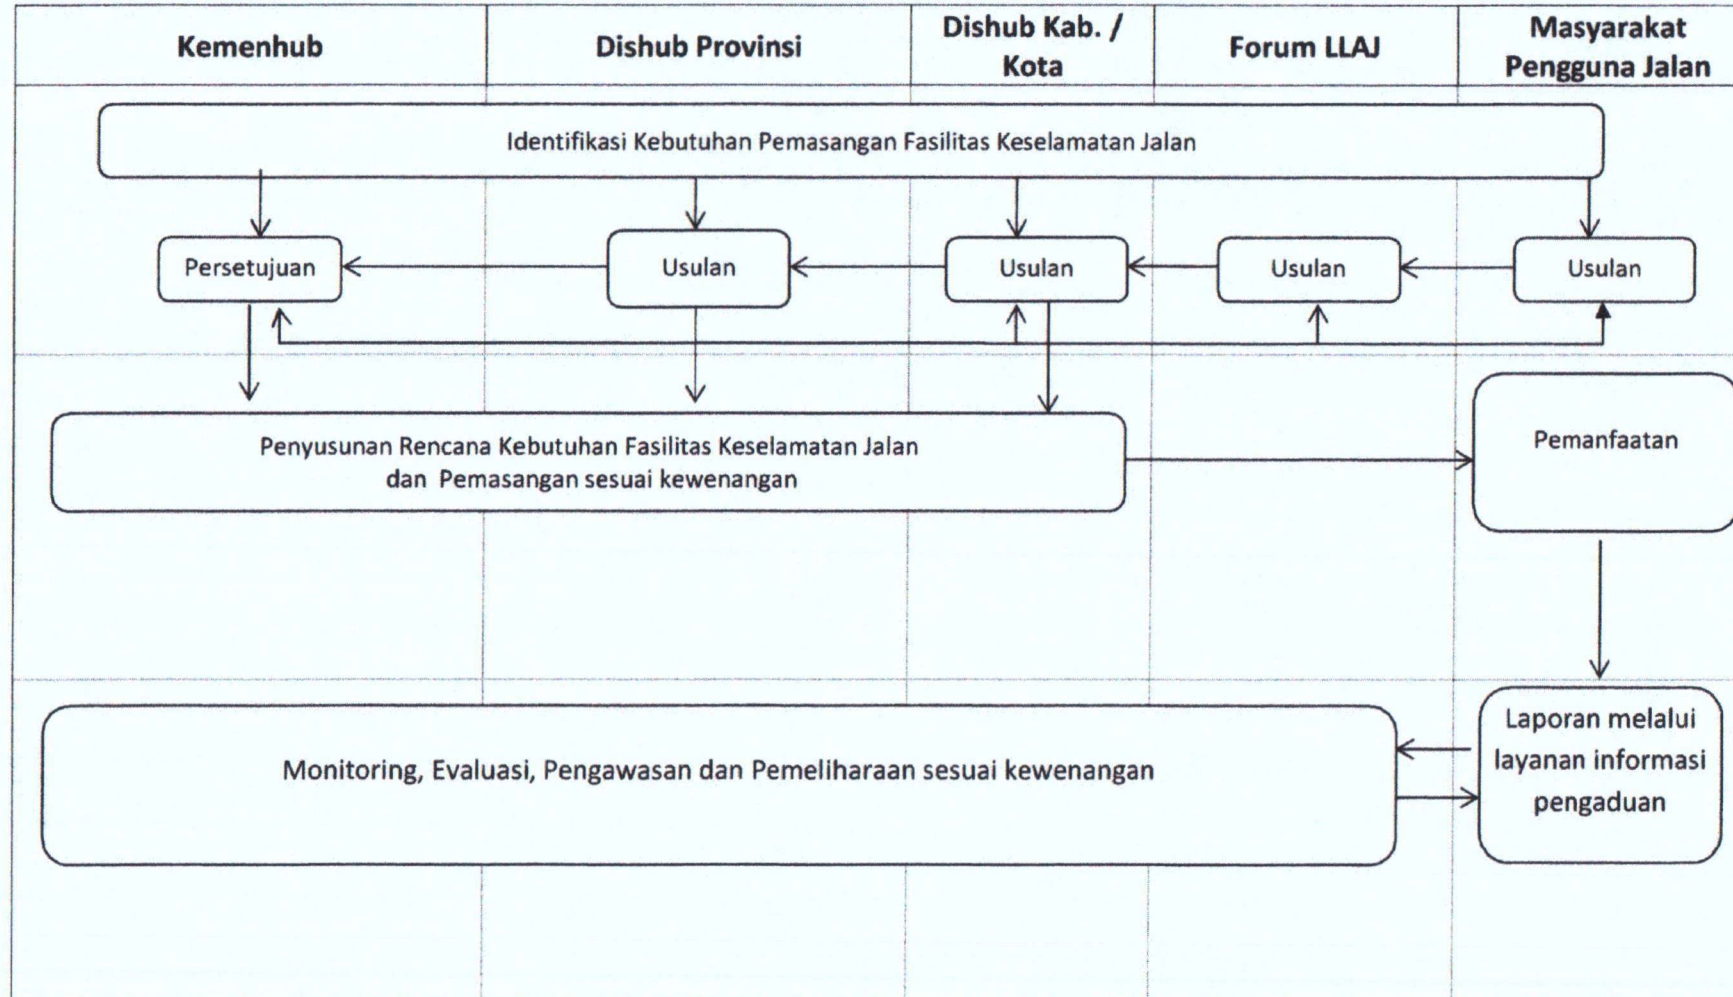 Kemenhub
Dishub Provinsi
Dishub Kab. /
Kota
Forum LLAJ
Masyarakat
Pengguna Jalan
Identifikasi Kebutuhan Pemasangan Fasilitas Keselamatan Jalan
Persetujuan
Usulan
Usulan
Usulan
Usulan
Penyusunan Rencana Kebutuhan Fasilitas Keselamatan Jalan
dan Pemasangan sesuai kewenangan
Pemanfaatan
Monitoring, Evaluasi, Pengawasan dan Pemeliharaan sesuai kewenangan
Laporan melalui
layanan informasi
pengaduan